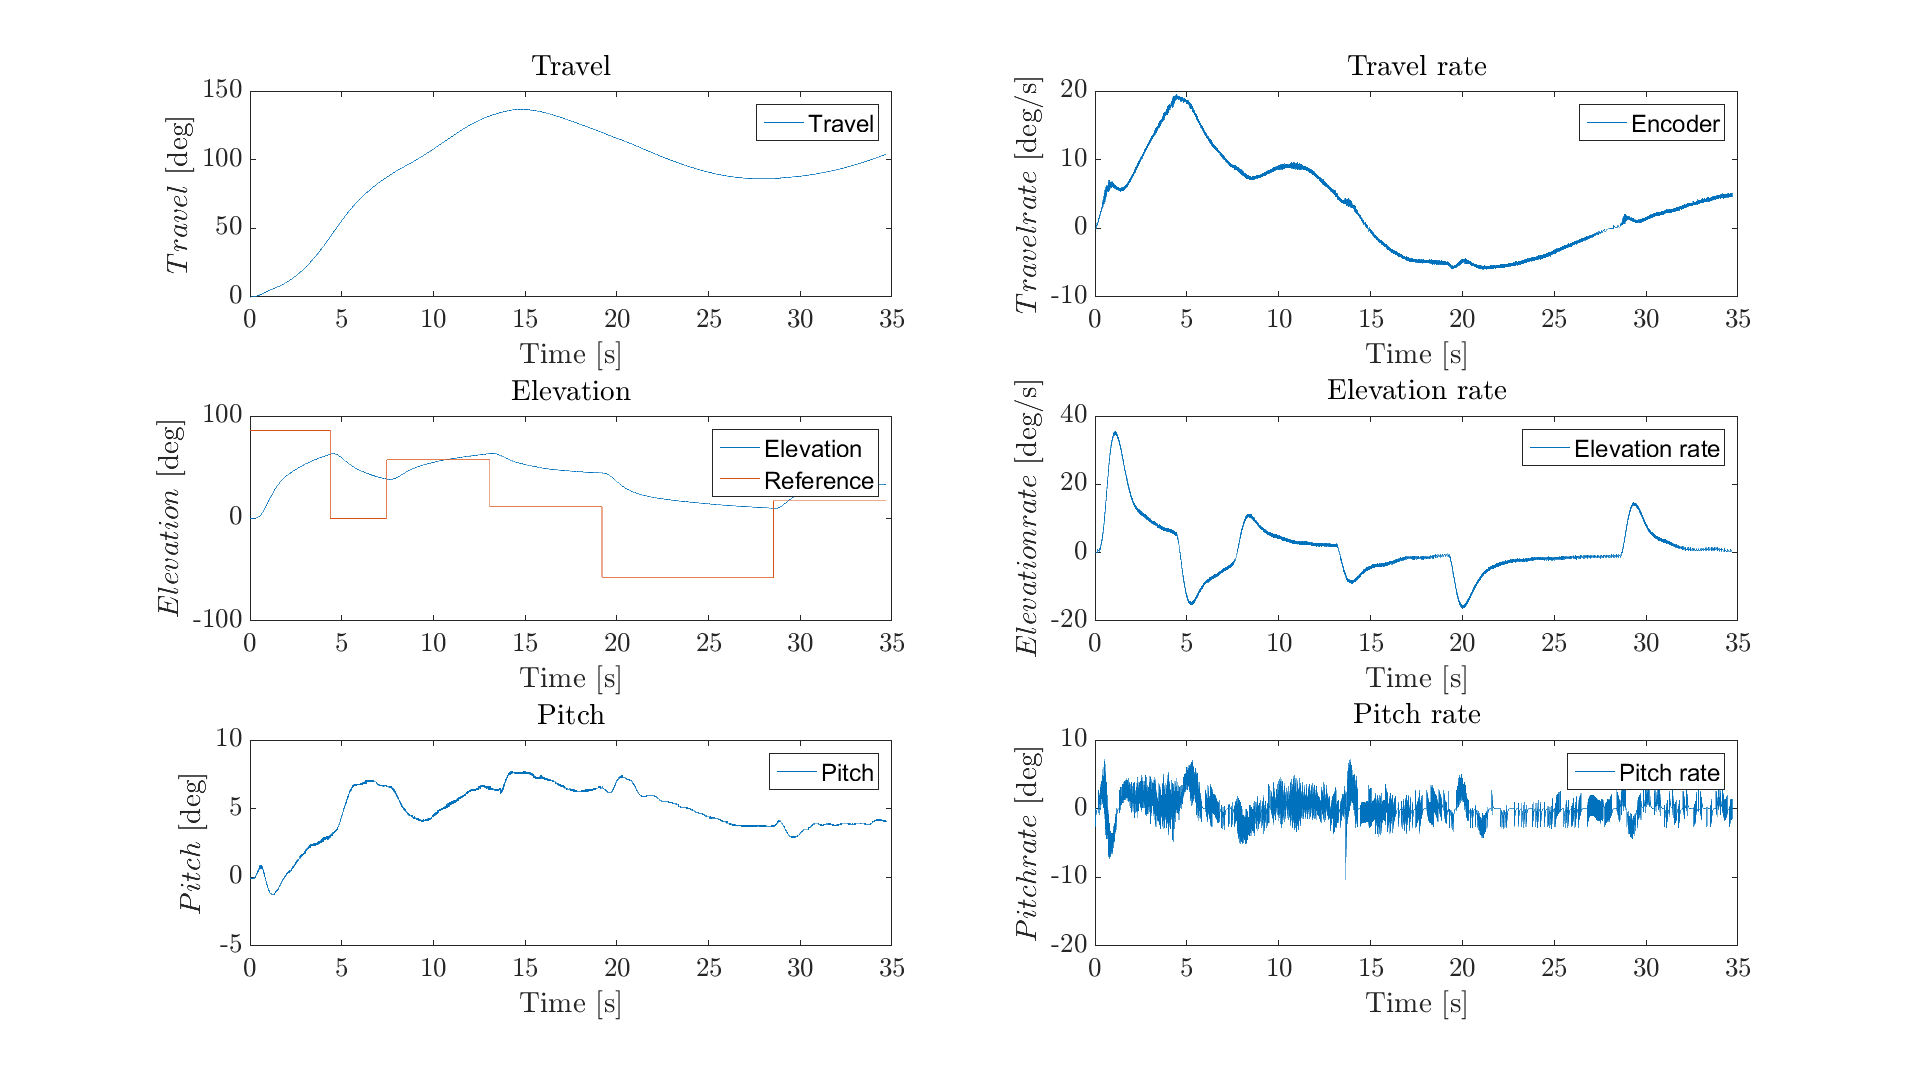 Travel
150
100
50
0
Travel [deg]
Travel
0 5 10 15 20 25 30 35
Time [s]
Travel rate
20
10
0
-10
Travelrate [deg/s]
Encoder
0 5 10 15 20 25 30 35
Time [s]
Elevation
100
0
-100
Elevation [deg]
Elevation
Reference
0 5 10 15 20 25 30 35
Time [s]
Elevation rate
40
20
0
-20
Elevationrate [deg/s]
Elevation rate
0 5 10 15 20 25 30 35
Time [s]
Pitch
10
5
0
-5
Pitch [deg]
Pitch
0 5 10 15 20 25 30 35
Time [s]
Pitch rate
10
0
-10
-20
Pitchrate [deg]
Pitch rate
0 5 10 15 20 25 30 35
Time [s]